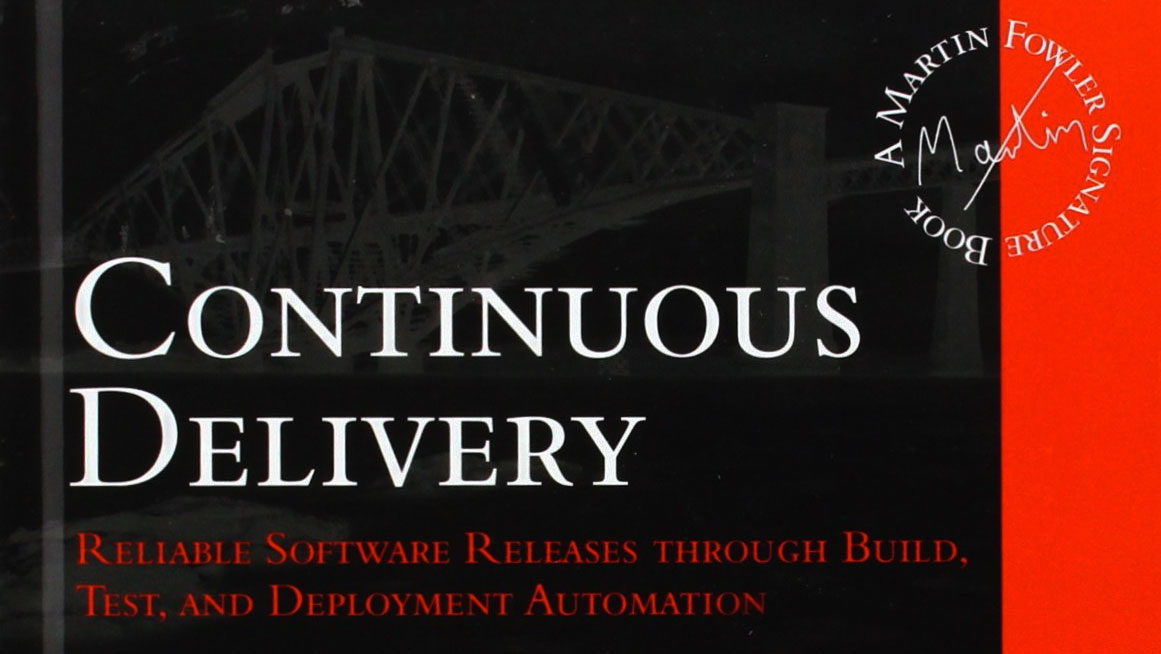 A MARTIN FOWLER SIGNATURE BOOK
Martin
CONTINUOUS
DELIVERY
RELIABLE SOFTWARE RELEASES THROUGH BUILD,
TEST, AND DEPLOYMENT AUTOMATION